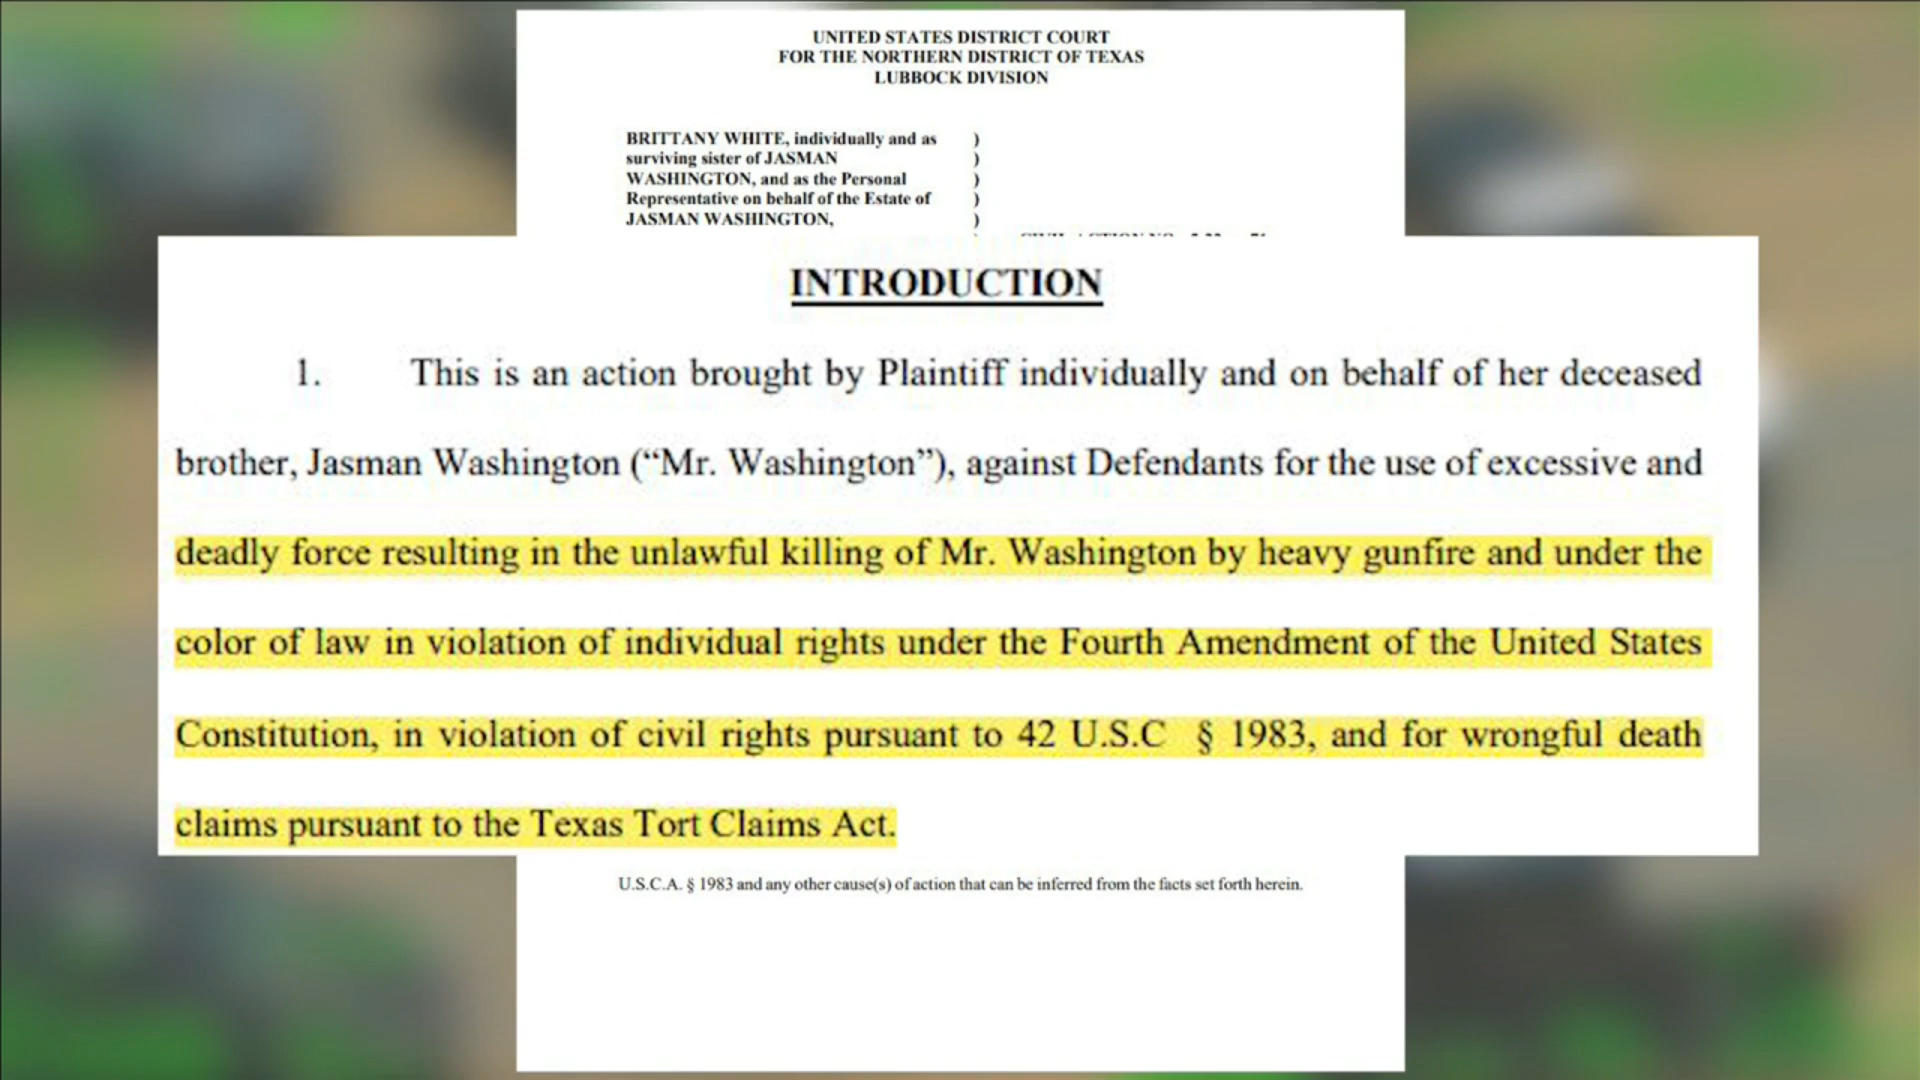 UNITED STATES DISTRICT COURT
FOR THE NORTHERN DISTRICT OF TEXAS
LUBBOCK DIVISION
BRITTANY WHITE, individually and as )
surviving sister of JASMAN )
WASHINGTON, and as the Personal )
Representative on behalf of the Estate of )
JASMAN WASHINGTON, )
INTRODUCTION
1. This is an action brought by Plaintiff individually and on behalf of her deceased
brother, Jasman Washington (“Mr. Washington”), against Defendants for the use of excessive and
deadly force resulting in the unlawful killing of Mr. Washington by heavy gunfire and under the
color of law in violation of individual rights under the Fourth Amendment of the United States
Constitution, in violation of civil rights pursuant to 42 U.S.C § 1983, and for wrongful death
claims pursuant to the Texas Tort Claims Act.
U.S.C.A. § 1983 and any other cause(s) of action that can be inferred from the facts set forth herein.